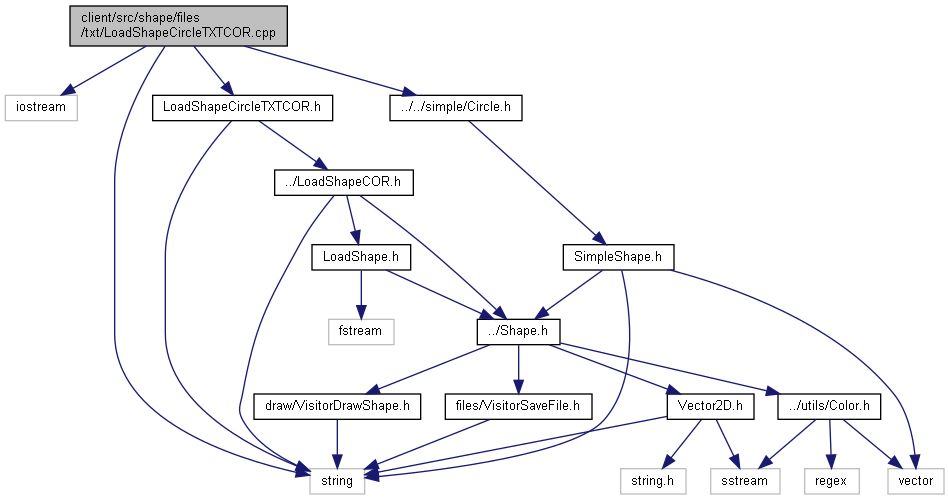 client/src/shape/files
/txt/LoadShapeCircleTXTCOR.cpp
iostream
LoadShapeCircleTXTCOR.h
../../simple/Circle.h
../LoadShapeCOR.h
LoadShape.h
SimpleShape.h
fstream
../Shape.h
draw/VisitorDrawShape.h
files/VisitorSaveFile.h
Vector2D.h
../utils/Color.h
string
string.h
sstream
regex
vector